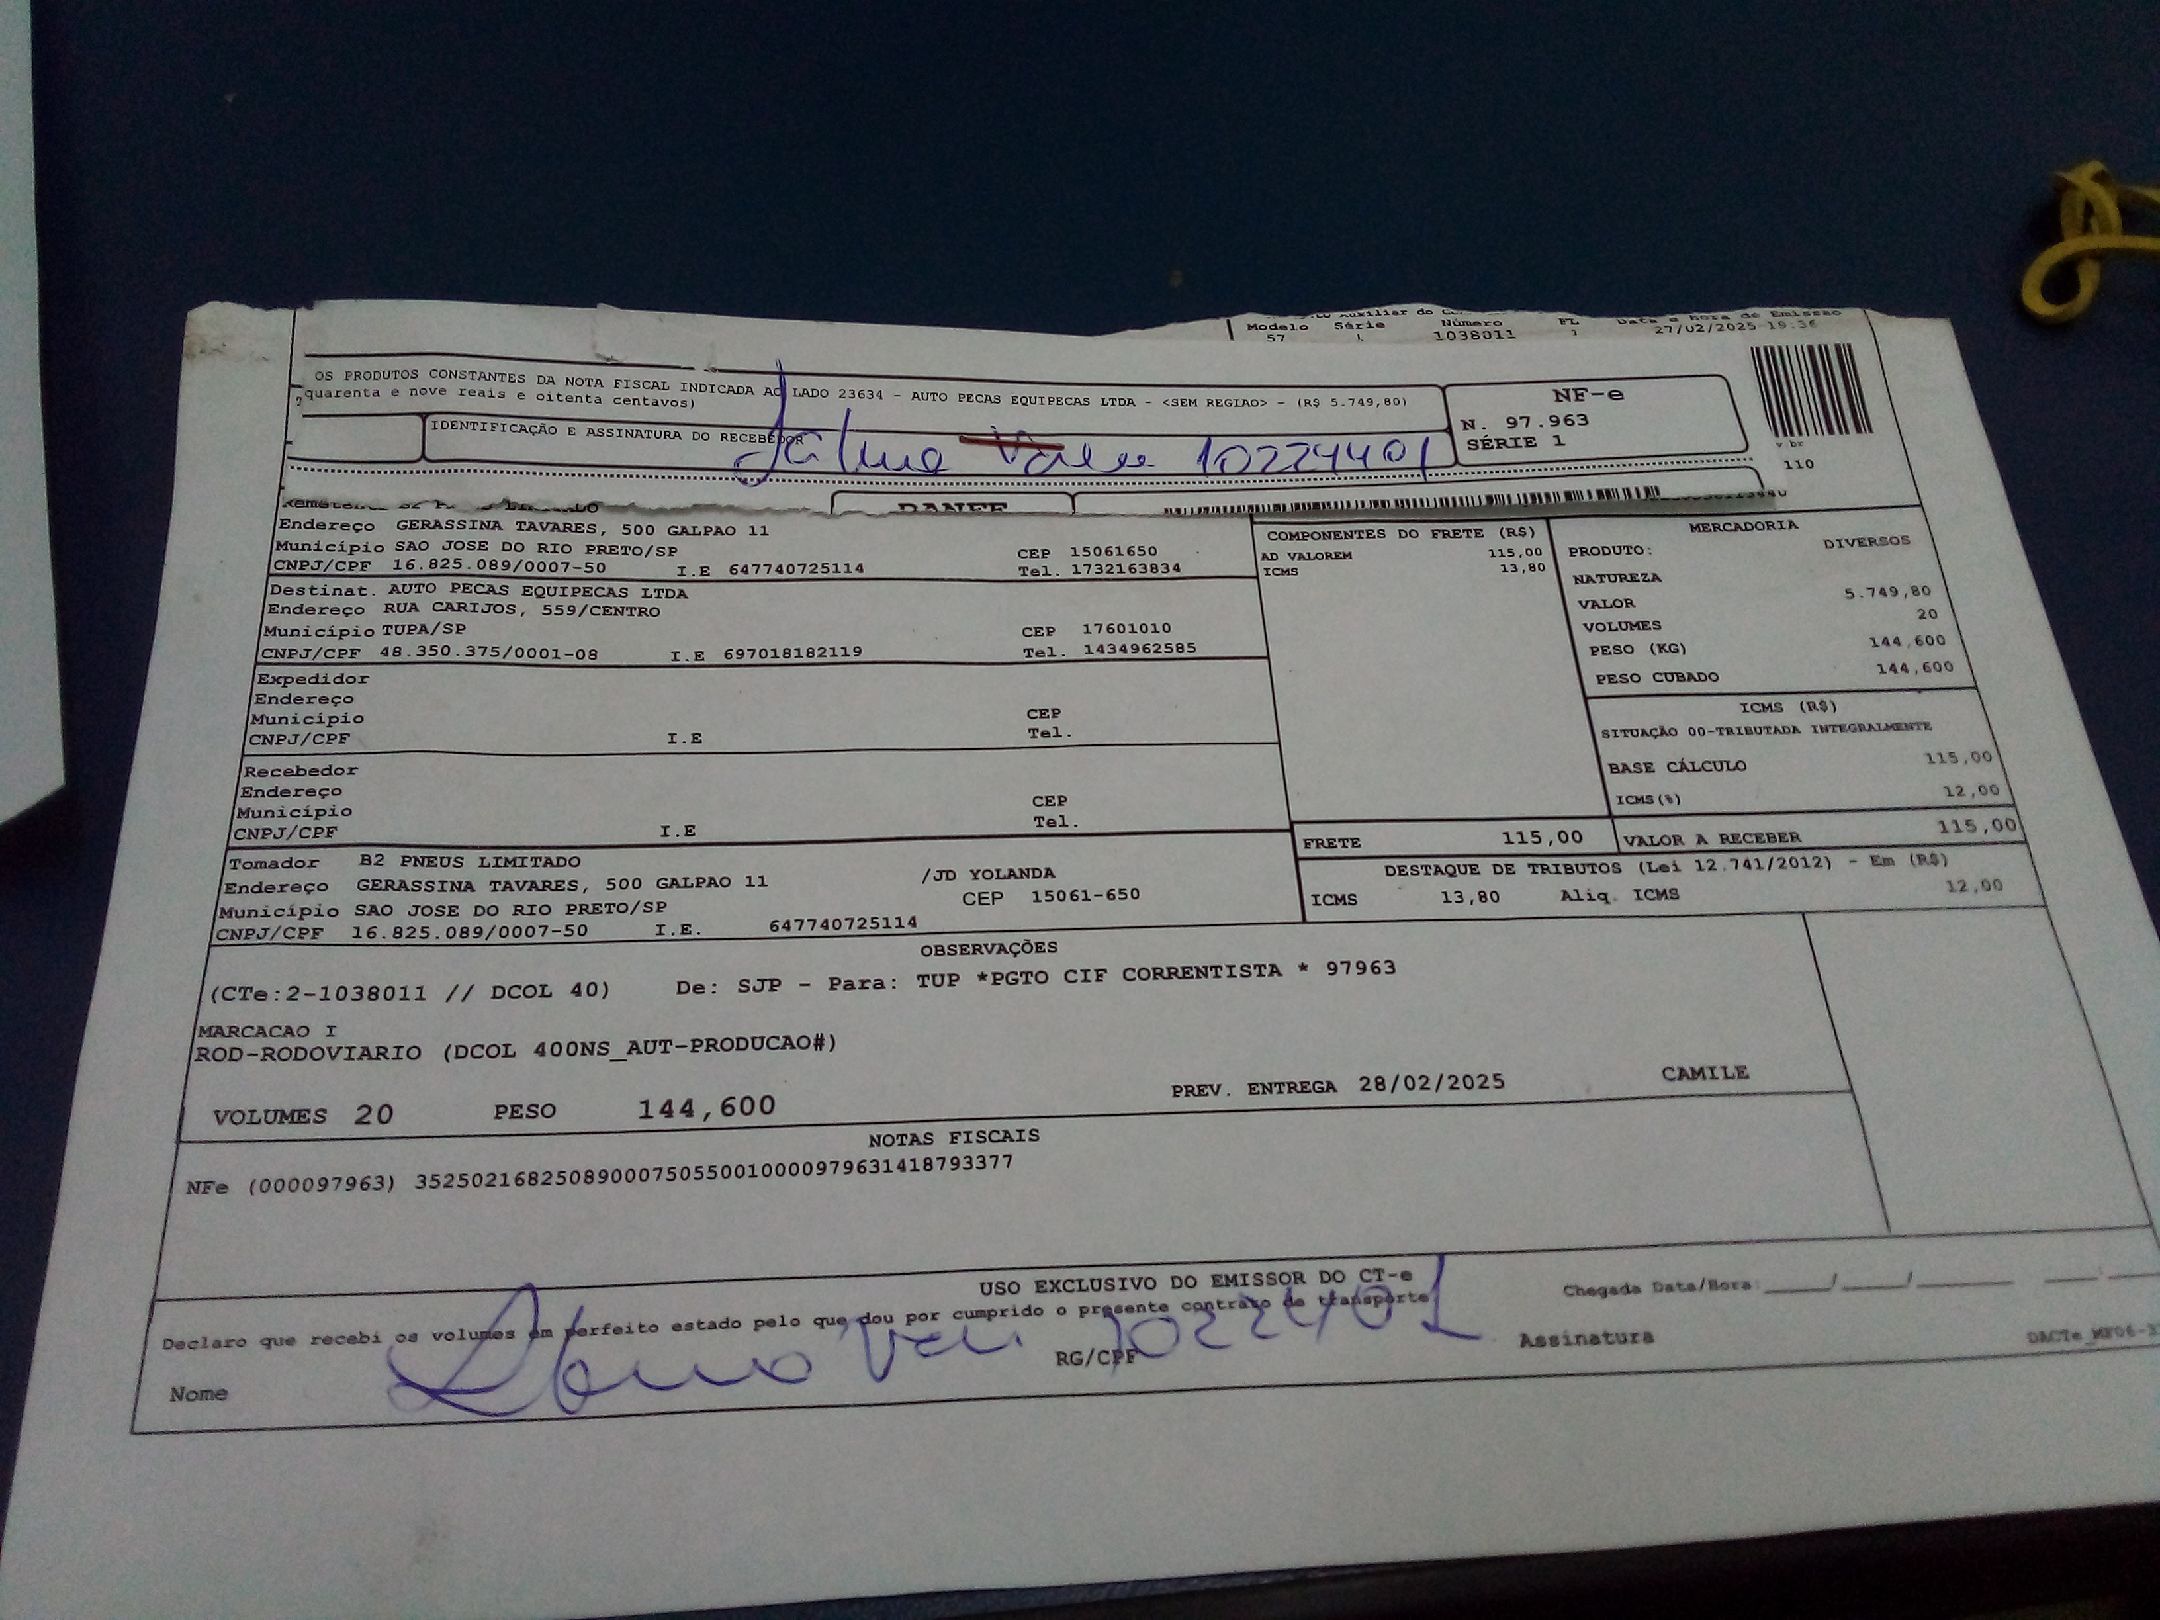 Modelo Série Número FL Data e hora de Emissão
57 1 1038011 1 27/02/2025 19:36
OS PRODUTOS CONSTANTES DA NOTA FISCAL INDICADA AO LADO 23634 - AUTO PECAS EQUIPECAS LTDA - <SEM REGIAO> - (R$ 5.749,80)
quarenta e nove reais e oitenta centavos)
NF-e
N. 97.963
SÉRIE 1
IDENTIFICAÇÃO E ASSINATURA DO RECEBEDOR
10224401
v br
110
DANFE
Endereço GERASSINA TAVARES, 500 GALPAO 11
Município SAO JOSE DO RIO PRETO/SP CEP 15061650
CNPJ/CPF 16.825.089/0007-50 I.E 647740725114 Tel. 1732163834
Destinat. AUTO PECAS EQUIPECAS LTDA
Endereço RUA CARIJOS, 559/CENTRO
Município TUPA/SP CEP 17601010
CNPJ/CPF 48.350.375/0001-08 I.E 697018182119 Tel. 1434962585
Expedidor
Endereço
Município CEP
CNPJ/CPF I.E Tel.
Recebedor
Endereço
Município CEP
CNPJ/CPF I.E Tel.
Tomador B2 PNEUS LIMITADO
Endereço GERASSINA TAVARES, 500 GALPAO 11 /JD YOLANDA
Município SAO JOSE DO RIO PRETO/SP CEP 15061-650
CNPJ/CPF 16.825.089/0007-50 I.E. 647740725114
COMPONENTES DO FRETE (R$)
AD VALOREM 115,00
ICMS 13,80
MERCADORIA
PRODUTO: DIVERSOS
NATUREZA
VALOR 5.749,80
VOLUMES 20
PESO (KG) 144,600
PESO CUBADO 144,600
ICMS (R$)
SITUAÇÃO 00-TRIBUTADA INTEGRALMENTE
BASE CÁLCULO 115,00
ICMS(%) 12,00
FRETE 115,00 VALOR A RECEBER 115,00
DESTAQUE DE TRIBUTOS (Lei 12.741/2012) - Em (R$)
ICMS 13,80 Aliq. ICMS 12,00
OBSERVAÇÕES
(CTe:2-1038011 // DCOL 40) De: SJP - Para: TUP *PGTO CIF CORRENTISTA * 97963
MARCACAO I
ROD-RODOVIARIO (DCOL 400NS_AUT-PRODUCAO#)
VOLUMES 20 PESO 144,600 PREV. ENTREGA 28/02/2025 CAMILE
NOTAS FISCAIS
NFe (000097963) 35250216825089000750550010000979631418793377
USO EXCLUSIVO DO EMISSOR DO CT-e
Declaro que recebi os volumes em perfeito estado pelo que dou por cumprido o presente contrato de transporte
Chegada Data/Hora: ____/____/______ ___:___
Nome RG/CPF 10224401 Assinatura